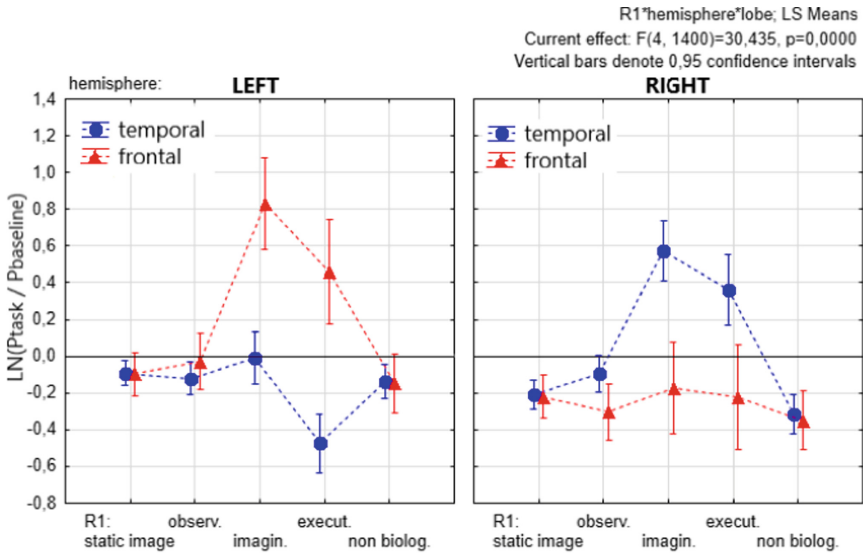 R1*hemisphere*lobe; LS Means
Current effect: F(4, 1400)=30,435, p=0,0000
Vertical bars denote 0,95 confidence intervals
hemisphere: LEFT RIGHT
temporal
frontal
temporal
frontal
LN(Ptask / Pbaseline)
1,4
1,2
1,0
0,8
0,6
0,4
0,2
0,0
-0,2
-0,4
-0,6
-0,8
R1: observ. execut.
static image imagin. non biolog.
R1: observ. execut.
static image imagin. non biolog.